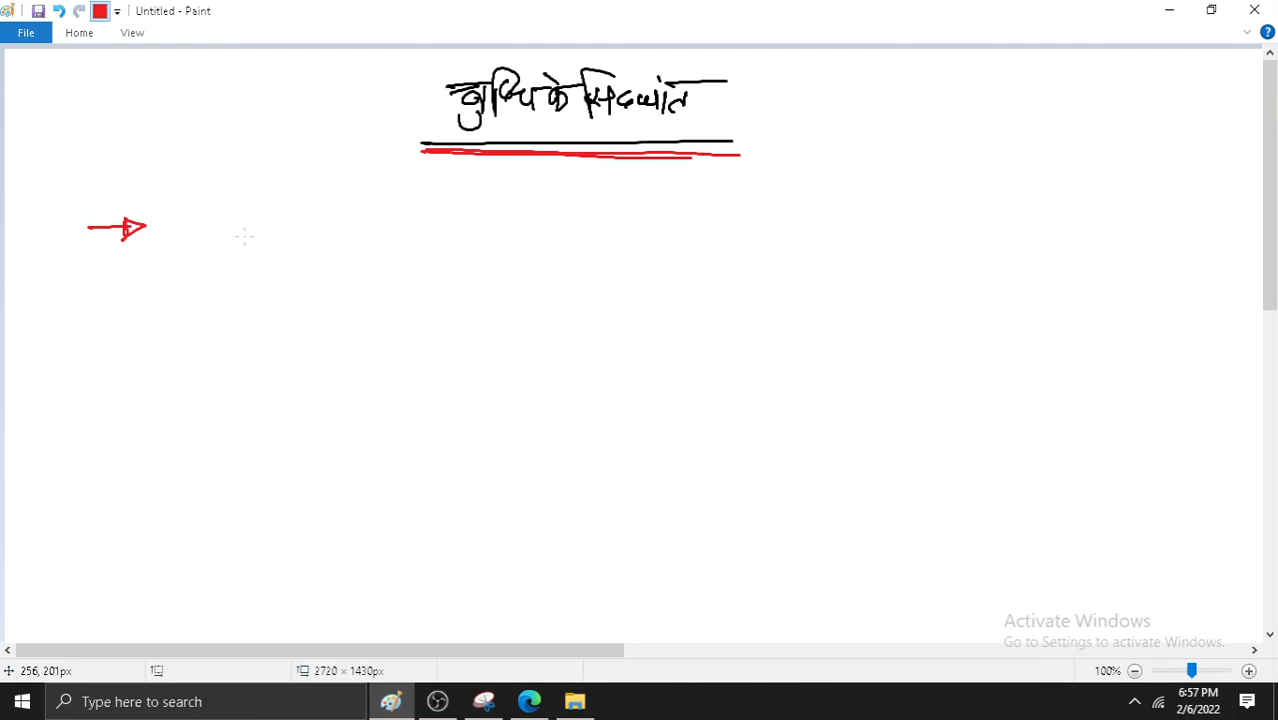 Untitled - Paint
File Home View
बुध्दि के सिध्दांत
Activate Windows
Go to Settings to activate Windows.
256, 201px 2720 × 1430px 100%
Type here to search
6:57 PM
2/6/2022